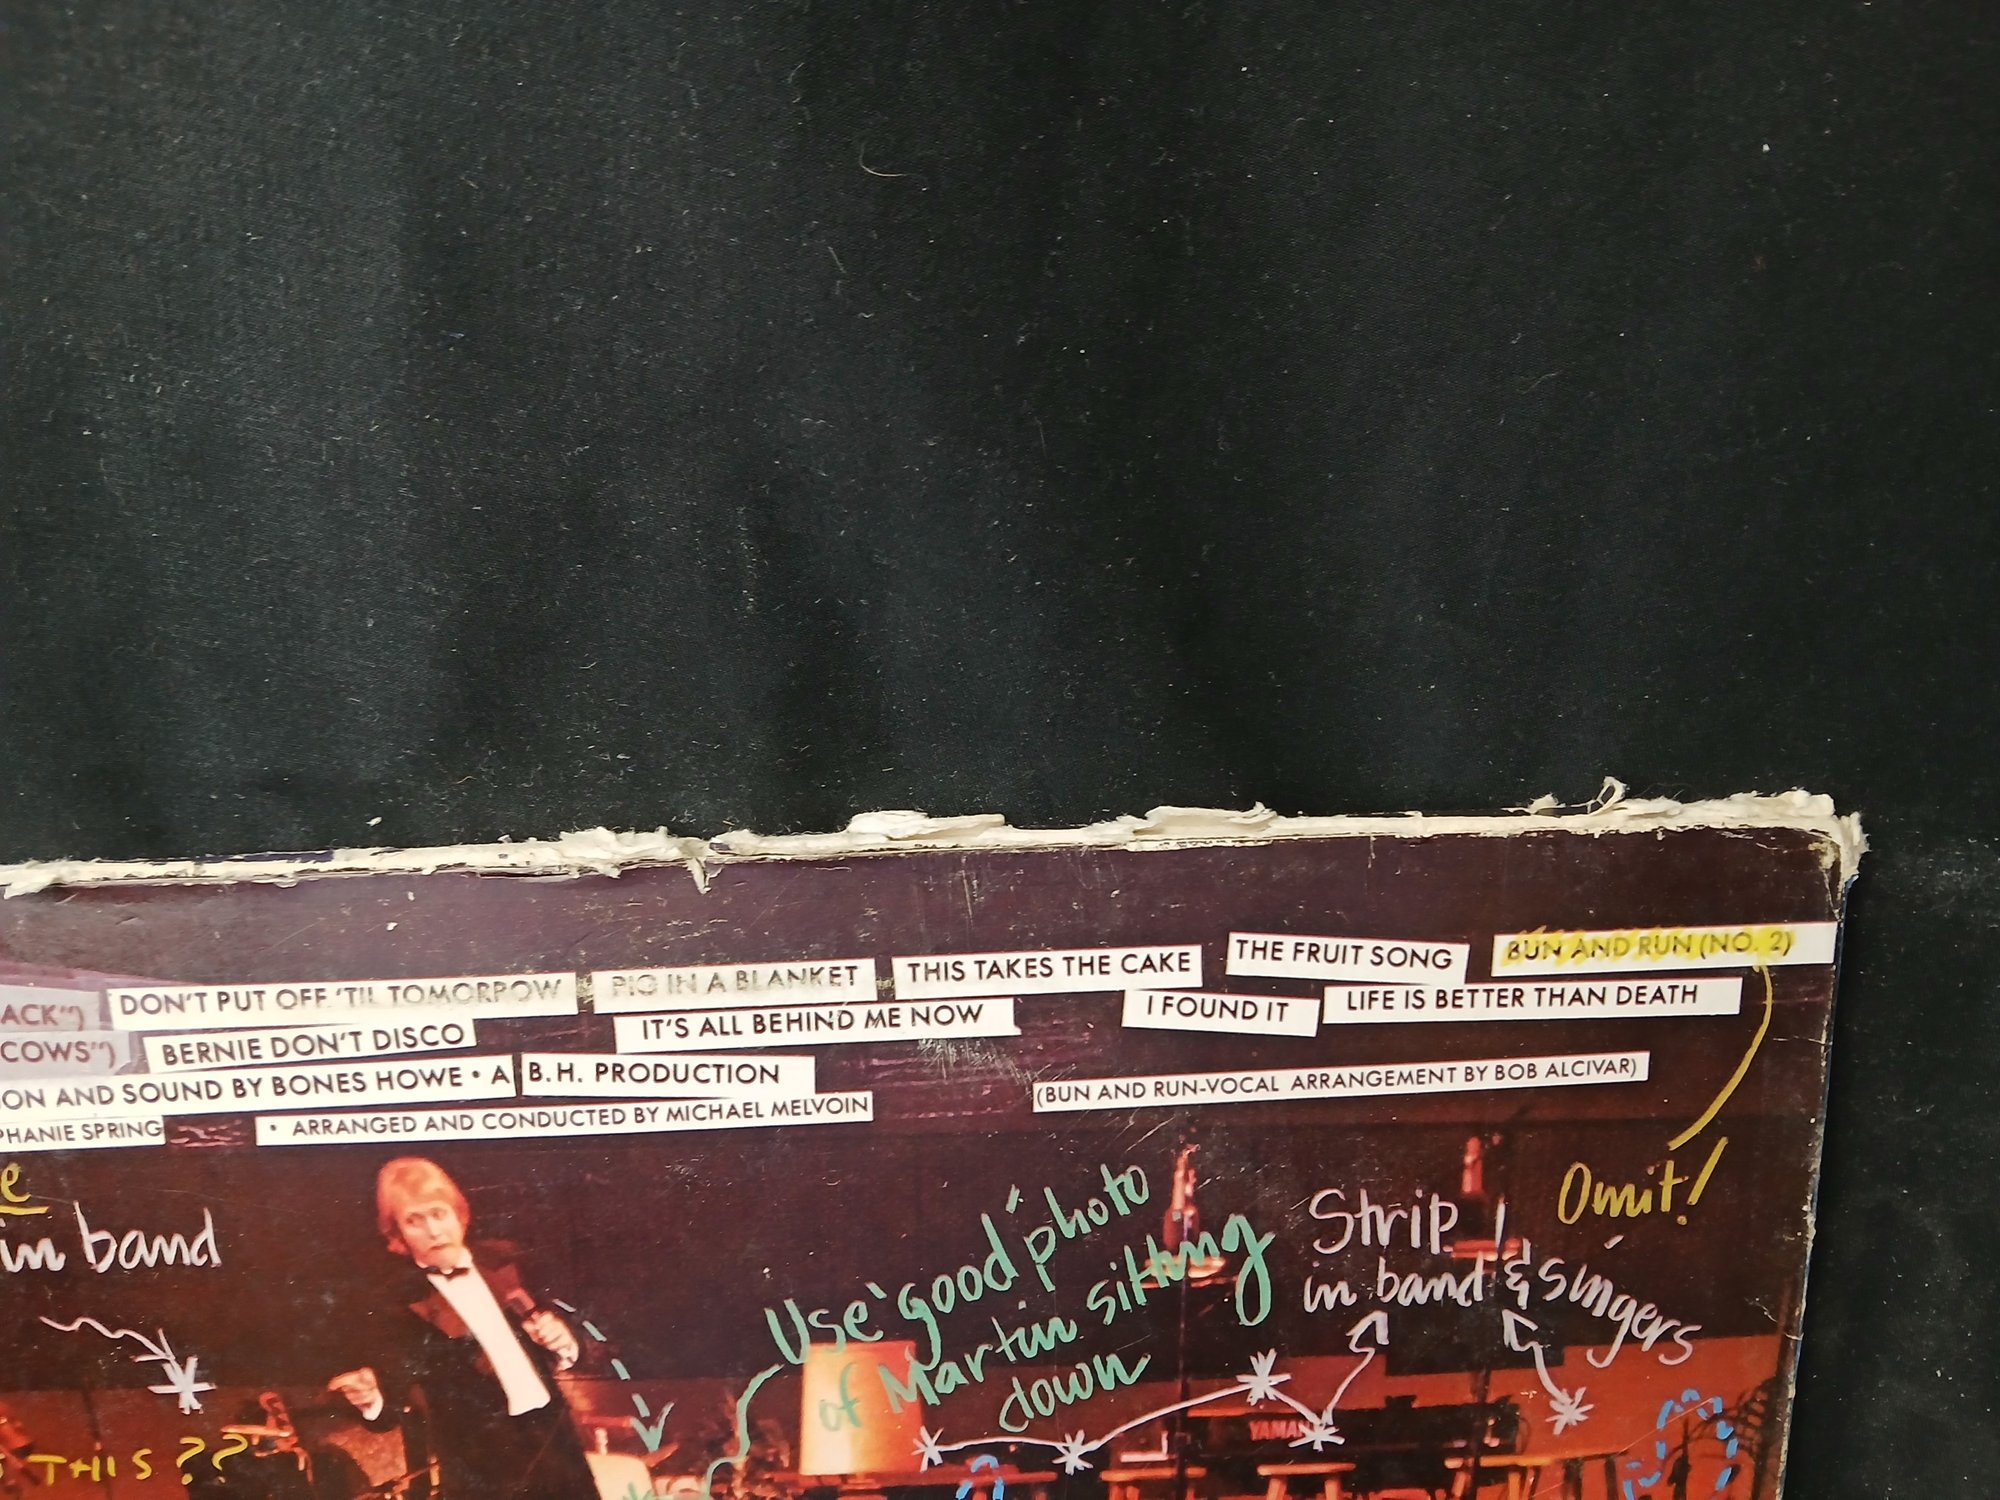 ACK") DON'T PUT OFF 'TIL TOMORROW PIG IN A BLANKET THIS TAKES THE CAKE THE FRUIT SONG BUN AND RUN (NO. 2)
COWS") BERNIE DON'T DISCO IT'S ALL BEHIND ME NOW I FOUND IT LIFE IS BETTER THAN DEATH
ON AND SOUND BY BONES HOWE • A B.H. PRODUCTION (BUN AND RUN-VOCAL ARRANGEMENT BY BOB ALCIVAR)
PHANIE SPRING • ARRANGED AND CONDUCTED BY MICHAEL MELVOIN
e
in band
Use "good" photo
of Martin sitting
down
Strip
in band & singers
Omit!
THIS??
YAMAHA